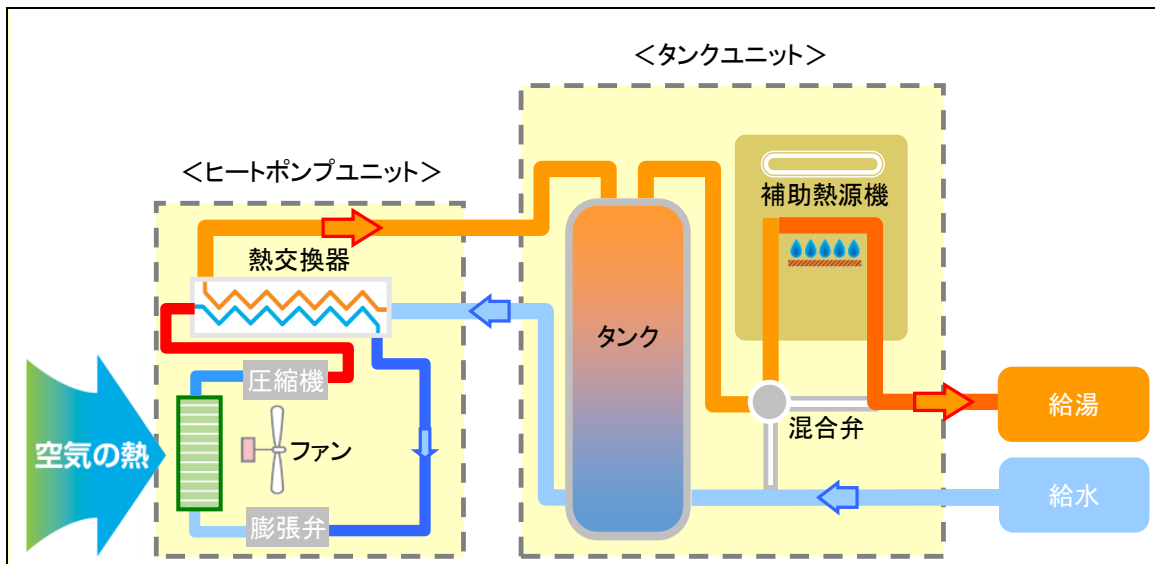 ＜タンクユニット＞
＜ヒートポンプユニット＞
補助熱源機
熱交換器
タンク
圧縮機
給湯
混合弁
空気の熱
ファン
給水
膨張弁